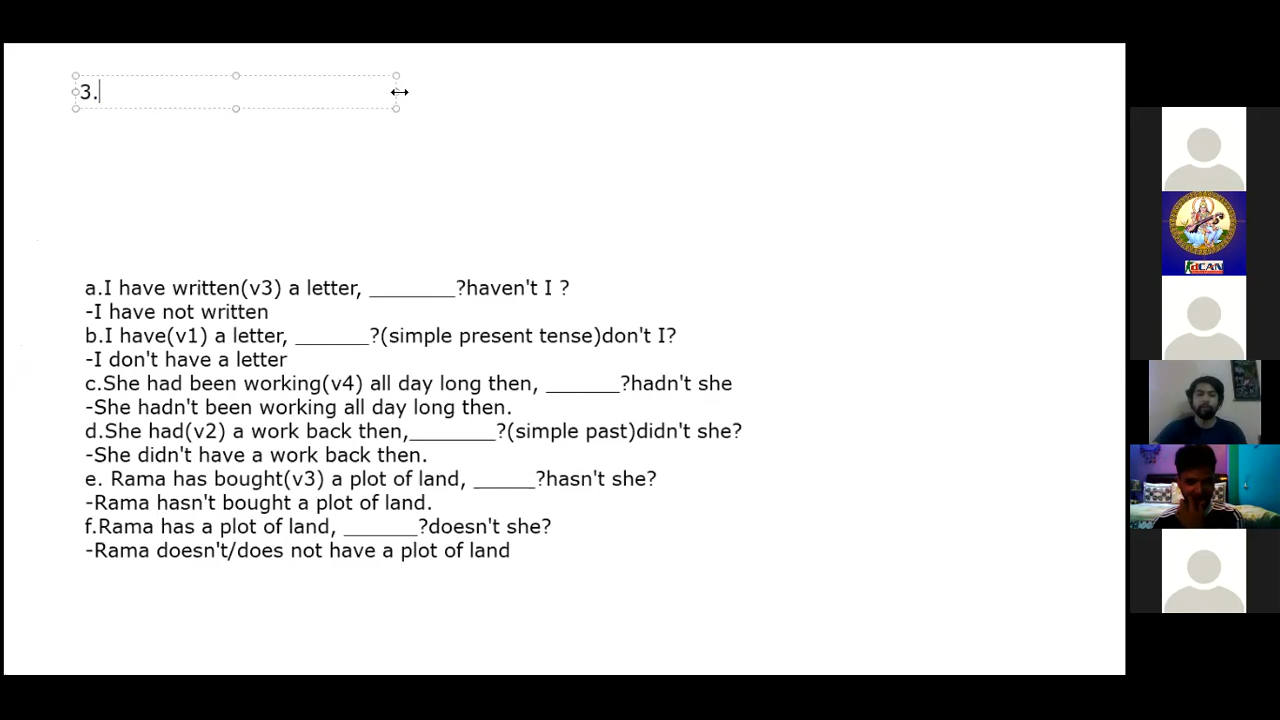 3.
a.I have written(v3) a letter, ________?haven't I ?
-I have not written
b.I have(v1) a letter, _______?(simple present tense)don't I?
-I don't have a letter
c.She had been working(v4) all day long then, _______?hadn't she
-She hadn't been working all day long then.
d.She had(v2) a work back then,________?(simple past)didn't she?
-She didn't have a work back then.
e. Rama has bought(v3) a plot of land, ______?hasn't she?
-Rama hasn't bought a plot of land.
f.Rama has a plot of land, _______?doesn't she?
-Rama doesn't/does not have a plot of land